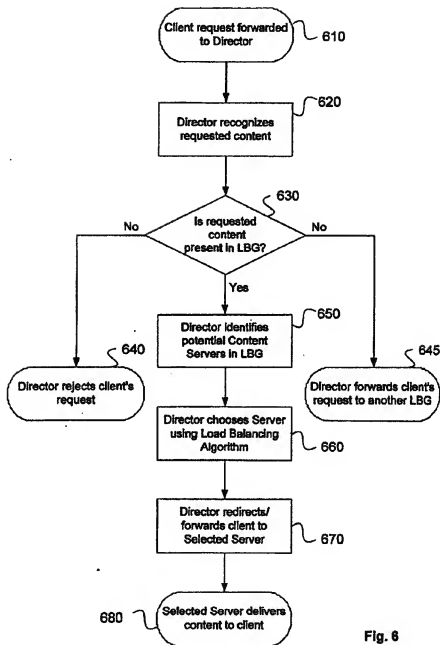 Client request forwarded
to Director
610
620
Director recognizes
requested content
630
No
Is requested
content
present in LBG?
No
Yes
650
Director identifies
potential Content
Servers in LBG
640
Director rejects client's
request
645
Director forwards client's
request to another LBG
Director chooses Server
using Load Balancing
Algorithm
660
Director redirects/
forwards client to
Selected Server
670
680
Selected Server delivers
content to client
Fig. 6